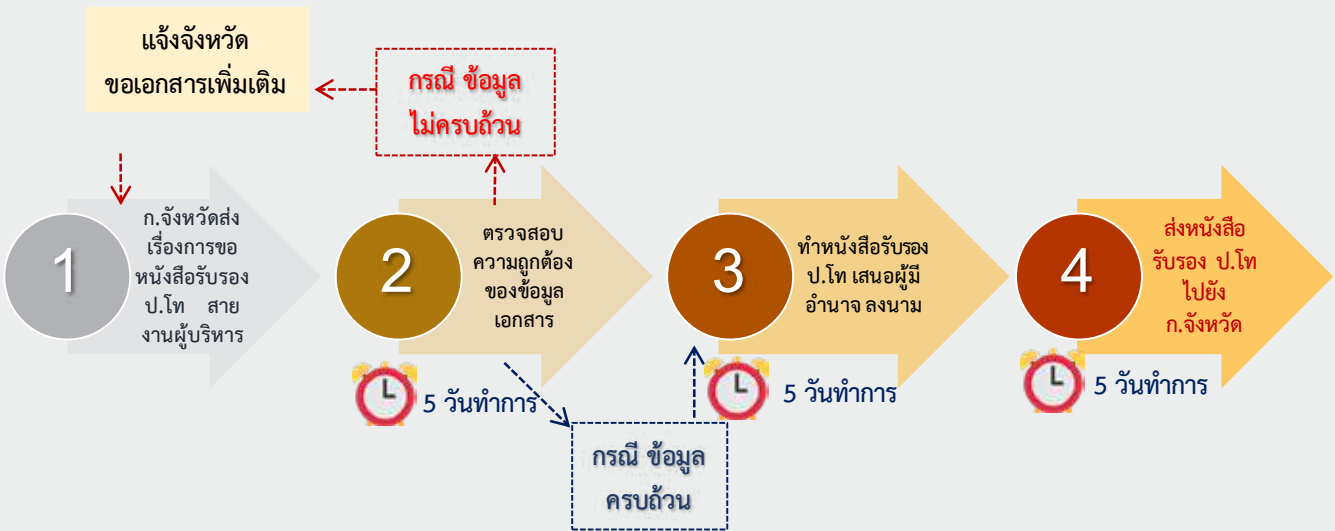 แจ้งจังหวัด
ขอเอกสารเพิ่มเติม
กรณี ข้อมูล
ไม่ครบถ้วน
1
ก.จังหวัดส่ง
เรื่องการขอ
หนังสือรับรอง
ป.โท สาย
งานผู้บริหาร
2
ตรวจสอบ
ความถูกต้อง
ของข้อมูล
เอกสาร
3
ทำหนังสือรับรอง
ป.โท เสนอผู้มี
อำนาจ ลงนาม
4
ส่งหนังสือ
รับรอง ป.โท
ไปยัง
ก.จังหวัด
5 วันทำการ
5 วันทำการ
5 วันทำการ
กรณี ข้อมูล
ครบถ้วน